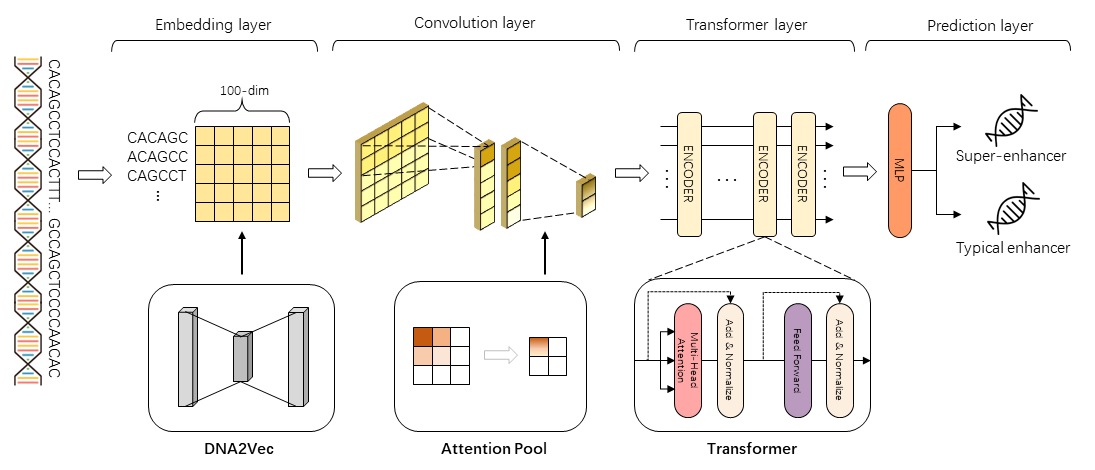 Embedding layer
Convolution layer
Transformer layer
Prediction layer
CACAGCCTCCACTTT... GCCAGCTCCCCAACAC
100-dim
CACAGC
ACAGCC
CAGCCT
...
ENCODER
...
ENCODER
ENCODER
MLP
Super-enhancer
Typical enhancer
Multi-Head
Attention
Add & Normalize
Feed Forward
Add & Normalize
DNA2Vec
Attention Pool
Transformer